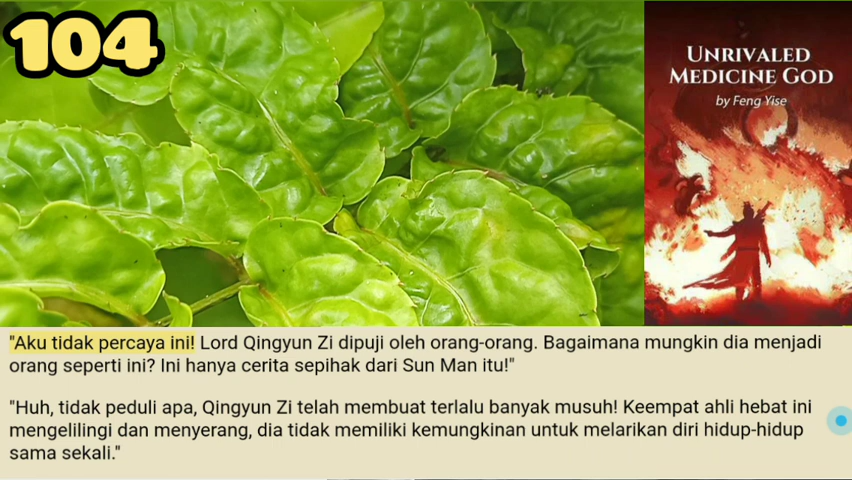 104
UNRIVALED
MEDICINE GOD
by Feng Yise
"Aku tidak percaya ini! Lord Qingyun Zi dipuji oleh orang-orang. Bagaimana mungkin dia menjadi
orang seperti ini? Ini hanya cerita sepihak dari Sun Man itu!"
"Huh, tidak peduli apa, Qingyun Zi telah membuat terlalu banyak musuh! Keempat ahli hebat ini
mengelilingi dan menyerang, dia tidak memiliki kemungkinan untuk melarikan diri hidup-hidup
sama sekali."